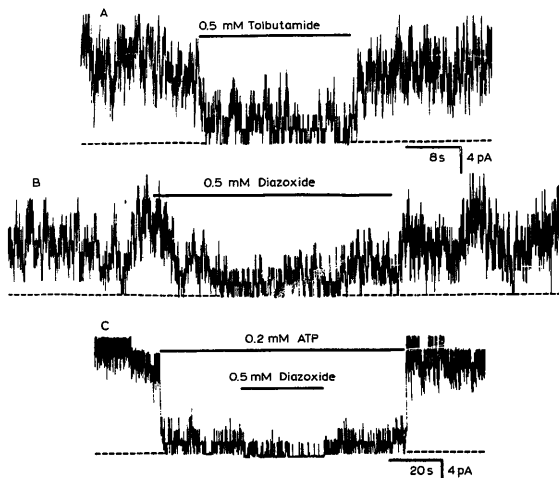 A
0.5 mM Tolbutamide
8s 4 pA
B
0.5 mM Diazoxide
C
0.2 mM ATP
0.5 mM Diazoxide
20s 4 pA